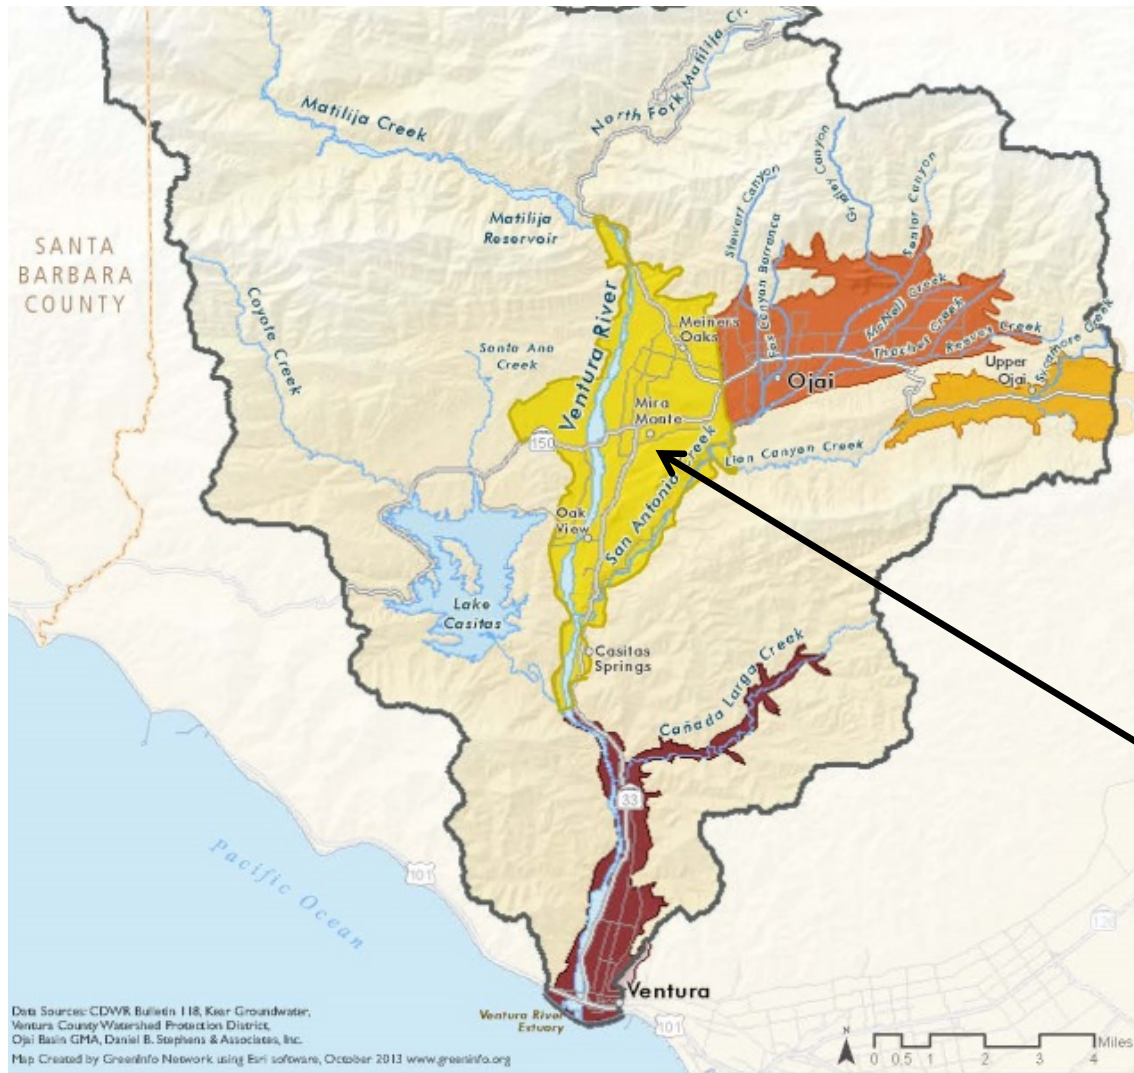 North Fork Matilija Cr.
Matilija Creek
Stewart Canyon
Gridley Canyon
Senior Canyon
Fox Canyon Barranca
Matilija
Reservoir
SANTA
BARBARA
COUNTY
Coyote Creek
Santa Ana
Creek
Ventura River
Meiners
Oaks
McNell Creek
Thacher Creek
Reeves Creek
Sycamore Creek
Upper
Ojai
Ojai
Mira
Monte
150
Lion Canyon Creek
San Antonio Creek
Oak
View
Lake
Casitas
Casitas
Springs
Cañada Larga Creek
33
Pacific Ocean
101
126
Ventura
Ventura River
Estuary
101
Data Sources: CDWR Bulletin 118, Kear Groundwater,
Ventura County Watershed Protection District,
Ojai Basin GMA, Daniel B. Stephens & Associates, Inc.
Map Created by GreenInfo Network using Esri software, October 2013 www.greeninfo.org
N
Miles
0 0.5 1 2 3 4